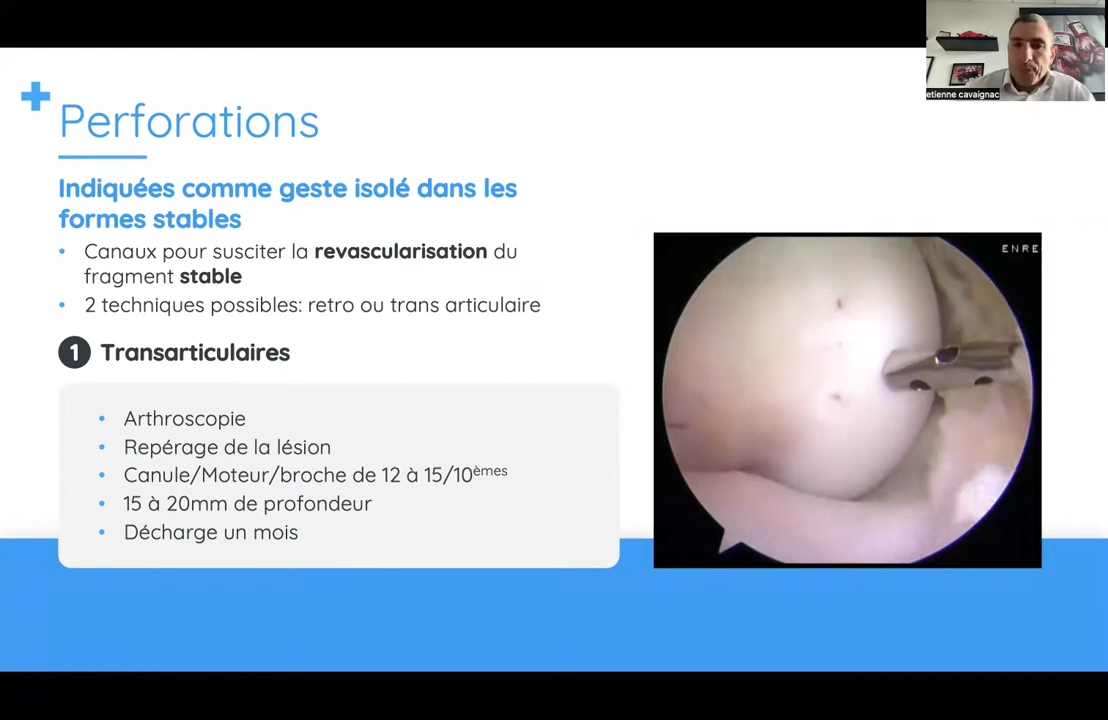 etienne cavaignac
Perforations
Indiquées comme geste isolé dans les
formes stables
• Canaux pour susciter la revascularisation du
fragment stable
• 2 techniques possibles: retro ou trans articulaire
1 Transarticulaires
• Arthroscopie
• Repérage de la lésion
• Canule/Moteur/broche de 12 à 15/10èmes
• 15 à 20mm de profondeur
• Décharge un mois
ENRE